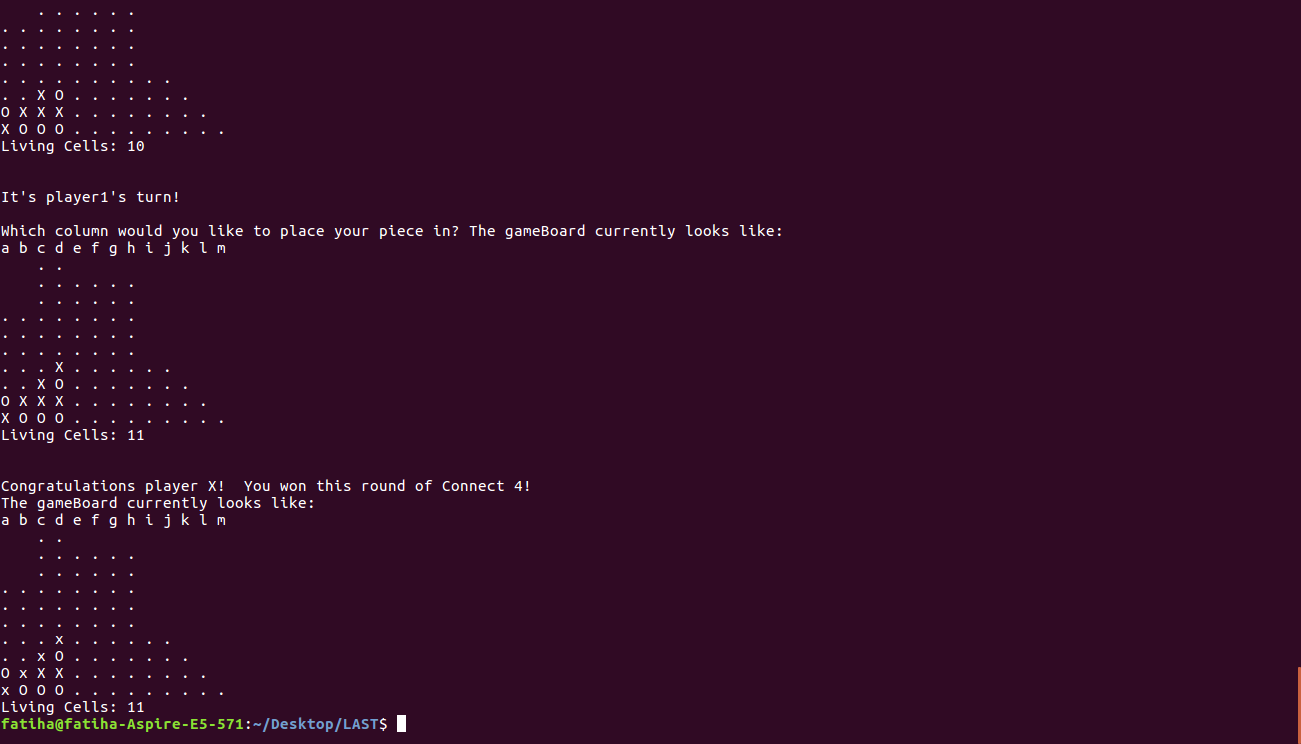 . . . . . .
. . . . . . . .
. . . . . . . .
. . . . . . . .
. . . . . . . . . .
. . X O . . . . . . .
O X X X . . . . . . . .
X O O O . . . . . . . . .
Living Cells: 10
It's player1's turn!
Which column would you like to place your piece in? The gameBoard currently looks like:
a b c d e f g h i j k l m
    . .
    . . . . . .
    . . . . . .
. . . . . . . .
. . . . . . . .
. . . . . . . .
. . . X . . . . . .
. . X O . . . . . . .
O X X X . . . . . . . .
X O O O . . . . . . . . .
Living Cells: 11
Congratulations player X!  You won this round of Connect 4!
The gameBoard currently looks like:
a b c d e f g h i j k l m
    . .
    . . . . . .
    . . . . . .
. . . . . . . .
. . . . . . . .
. . . . . . . .
. . . x . . . . . .
. . x O . . . . . . .
O x X X . . . . . . . .
x O O O . . . . . . . . .
Living Cells: 11
fatiha@fatiha-Aspire-E5-571:~/Desktop/LAST$